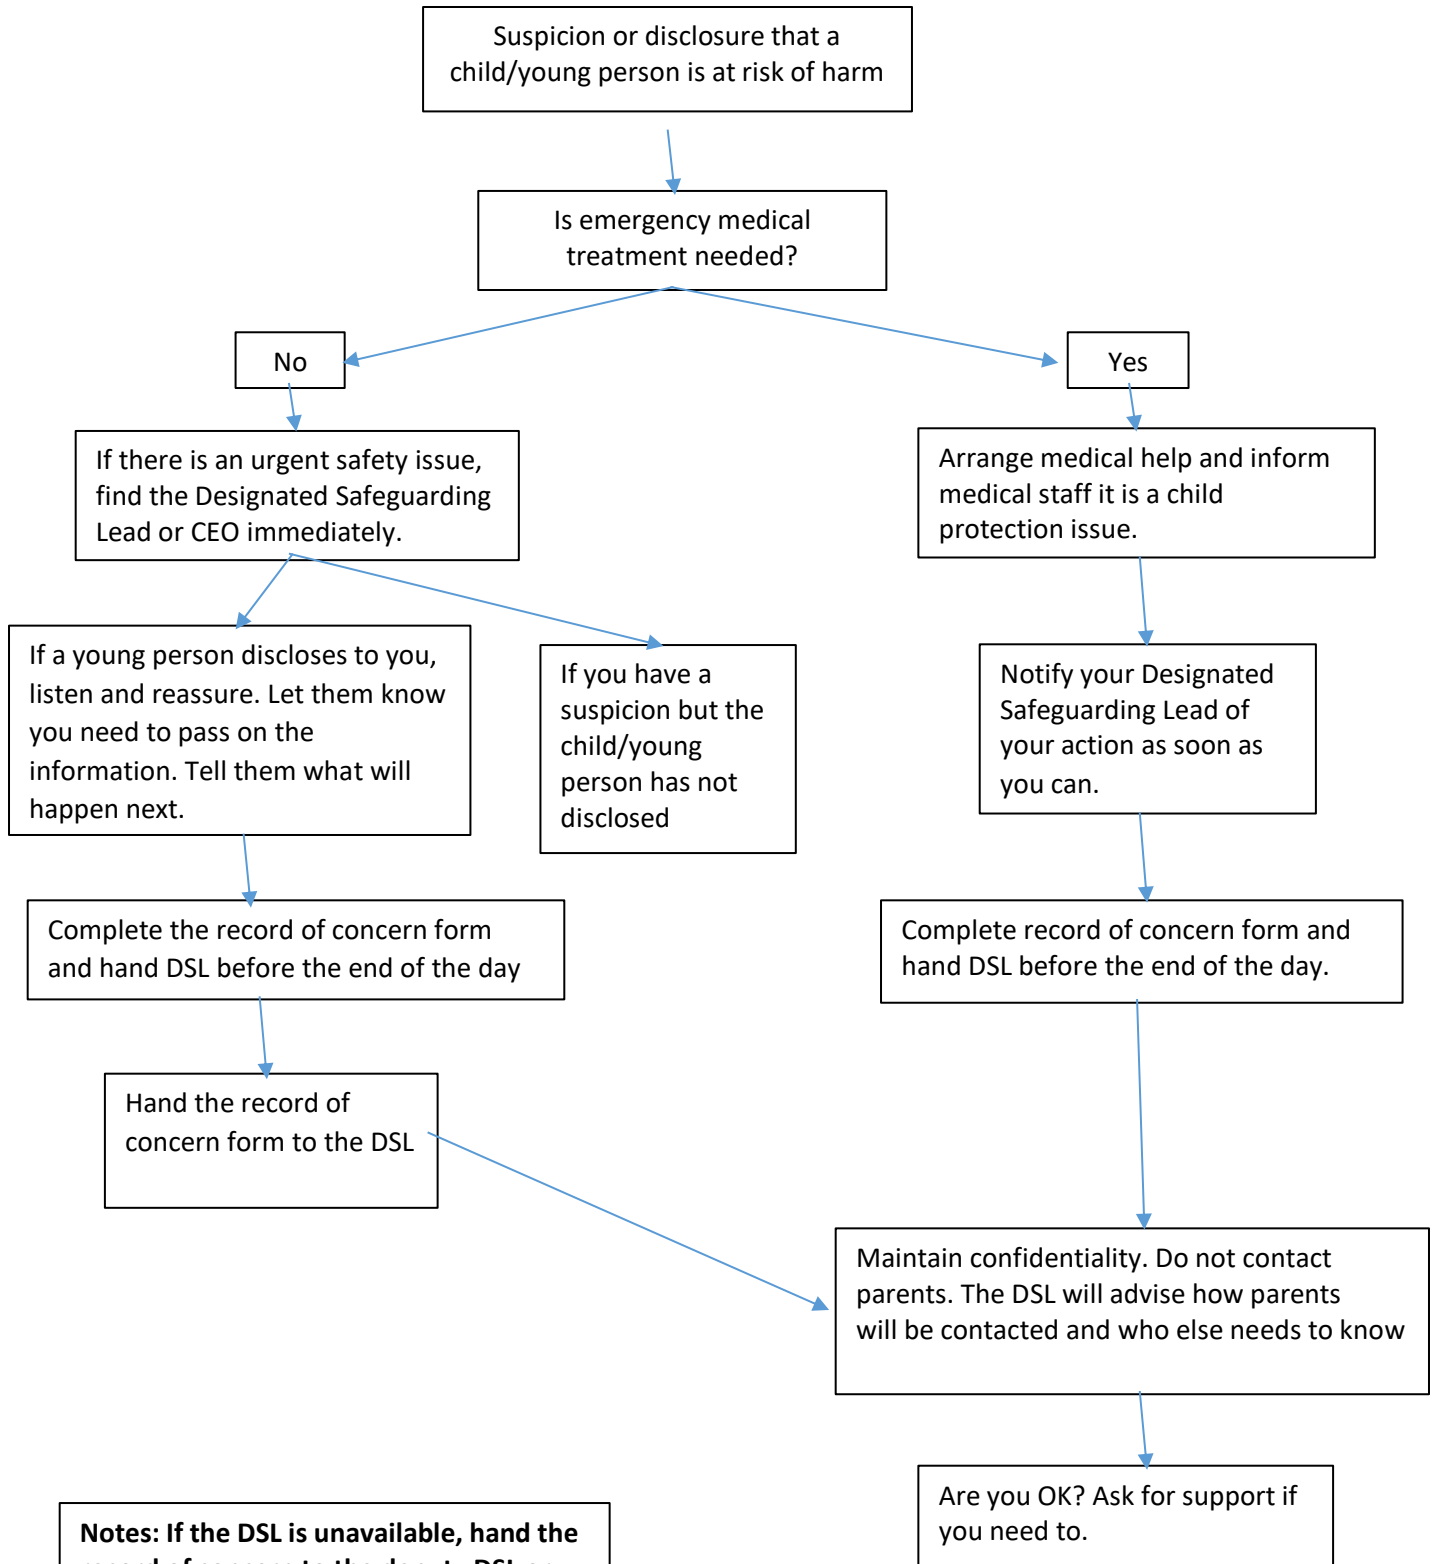 Suspicion or disclosure that a
child/young person is at risk of harm
Is emergency medical
treatment needed?
No
Yes
If there is an urgent safety issue,
find the Designated Safeguarding
Lead or CEO immediately.
Arrange medical help and inform
medical staff it is a child
protection issue.
If a young person discloses to you,
listen and reassure. Let them know
you need to pass on the
information. Tell them what will
happen next.
If you have a
suspicion but the
child/young
person has not
disclosed
Notify your Designated
Safeguarding Lead of
your action as soon as
you can.
Complete the record of concern form
and hand DSL before the end of the day
Complete record of concern form and
hand DSL before the end of the day.
Hand the record of
concern form to the DSL
Maintain confidentiality. Do not contact
parents. The DSL will advise how parents
will be contacted and who else needs to know
Are you OK? Ask for support if
you need to.
Notes: If the DSL is unavailable, hand the
record of concern to the deputy DSL or